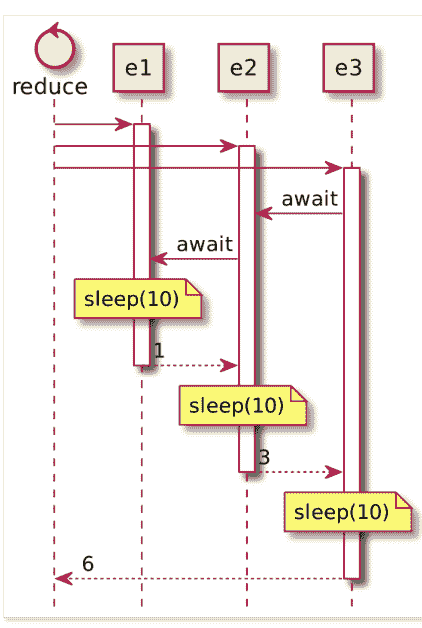 reduce
e1
e2
e3
await
await
sleep(10)
1
sleep(10)
3
sleep(10)
6